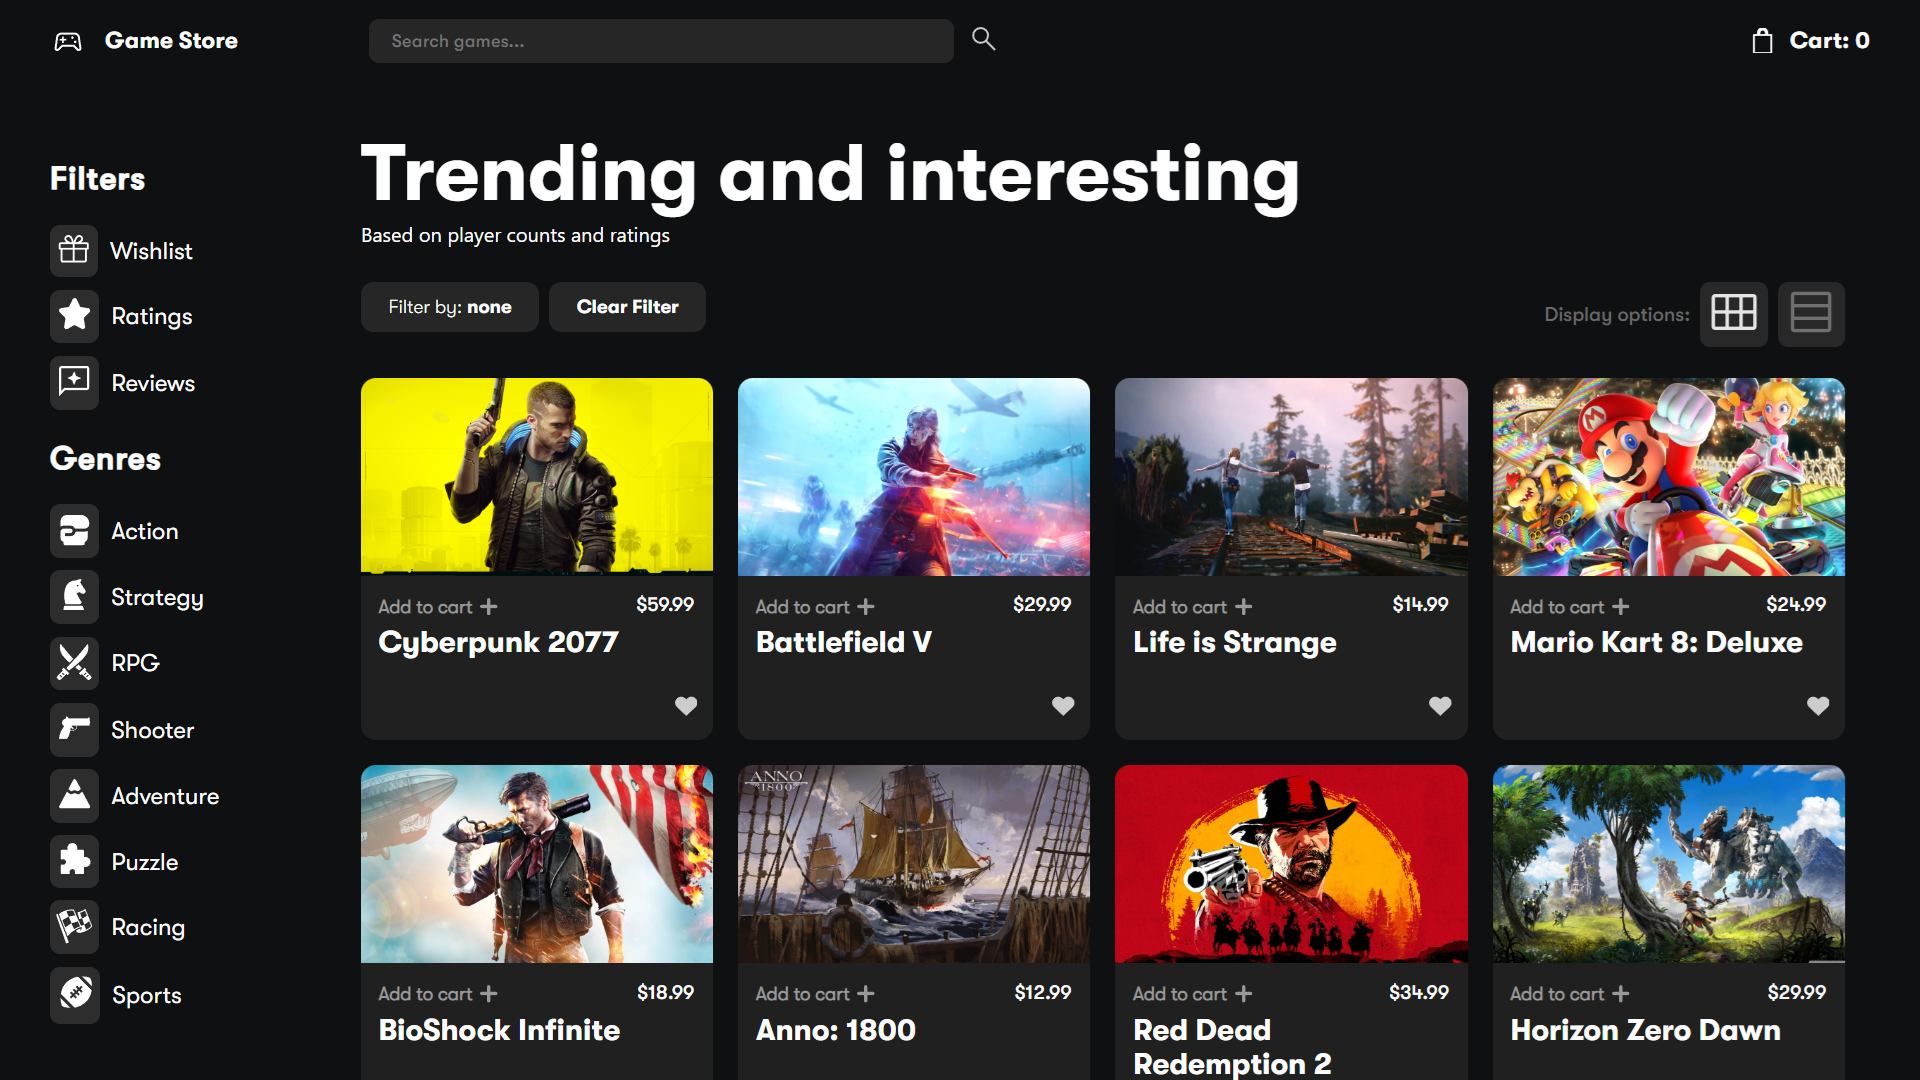 Game Store
Search games...
Cart: 0
Filters
Wishlist
Ratings
Reviews
Genres
Action
Strategy
RPG
Shooter
Adventure
Puzzle
Racing
Sports
Trending and interesting
Based on player counts and ratings
Filter by: none
Clear Filter
Display options:
Add to cart
$59.99
Cyberpunk 2077
Add to cart
$29.99
Battlefield V
Add to cart
$14.99
Life is Strange
M
M
Add to cart
$24.99
Mario Kart 8: Deluxe
Add to cart
$18.99
BioShock Infinite
ANNO
1800
Add to cart
$12.99
Anno: 1800
Add to cart
$34.99
Red Dead
Redemption 2
Add to cart
$29.99
Horizon Zero Dawn